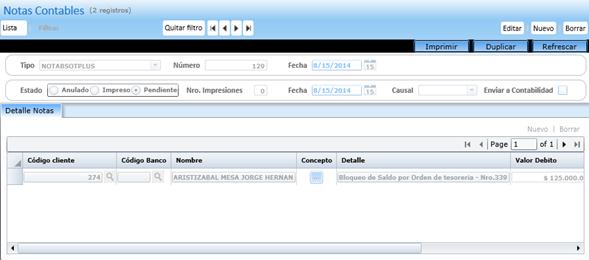 Notas Contables (2 registros)
Lista Filtros Quitar filtro Editar Nuevo Borrar
Imprimir Duplicar Refrescar
Tipo NOTABSOTPLUS Número 129 Fecha 8/15/2014 15
Estado Anulado Impreso Pendiente Nro. Impresiones 0 Fecha 8/15/2014 15 Causal Enviar a Contabilidad
Detalle Notas
Nuevo | Borrar
Page 1 of 1
Código cliente Código Banco Nombre Concepto Detalle Valor Debito
274 ARISTIZABAL MESA JORGE HERNAN Bloqueo de Saldo por Orden de tesoreria - Nro.339 $ 125.000.0